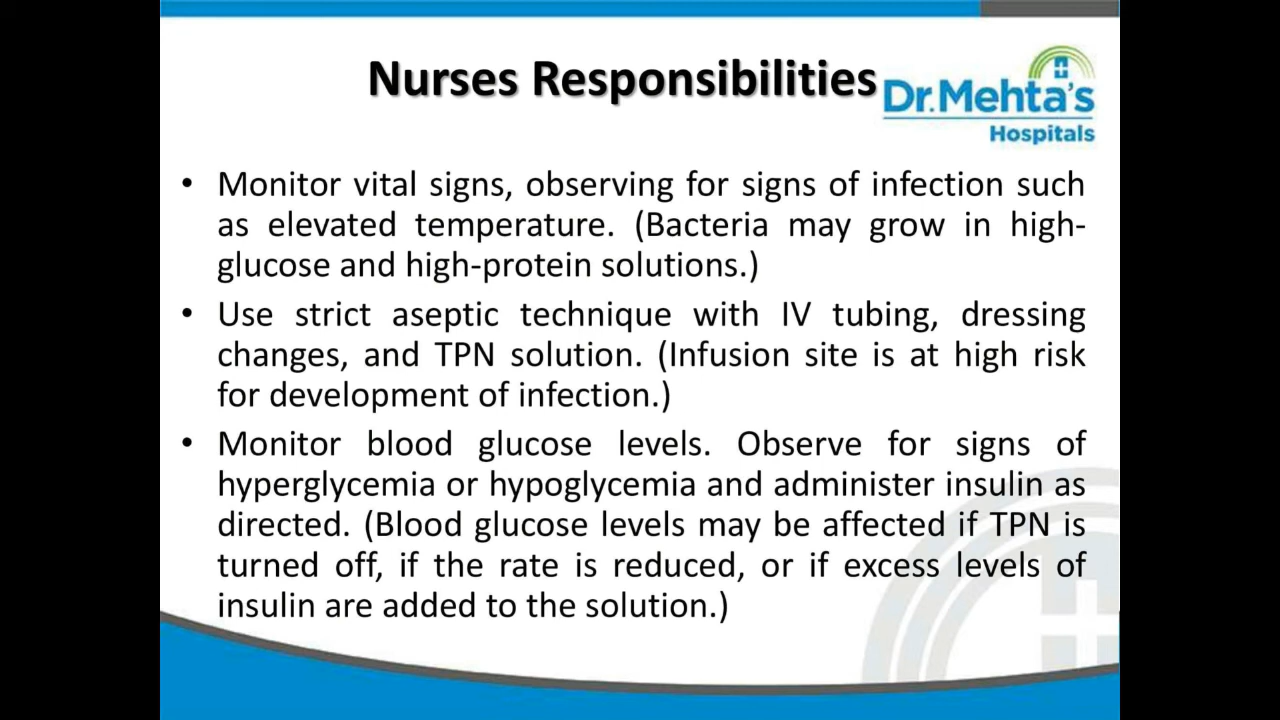 Nurses Responsibilities
Dr.Mehta's
Hospitals
• Monitor vital signs, observing for signs of infection such
as elevated temperature. (Bacteria may grow in high-
glucose and high-protein solutions.)
• Use strict aseptic technique with IV tubing, dressing
changes, and TPN solution. (Infusion site is at high risk
for development of infection.)
• Monitor blood glucose levels. Observe for signs of
hyperglycemia or hypoglycemia and administer insulin as
directed. (Blood glucose levels may be affected if TPN is
turned off, if the rate is reduced, or if excess levels of
insulin are added to the solution.)